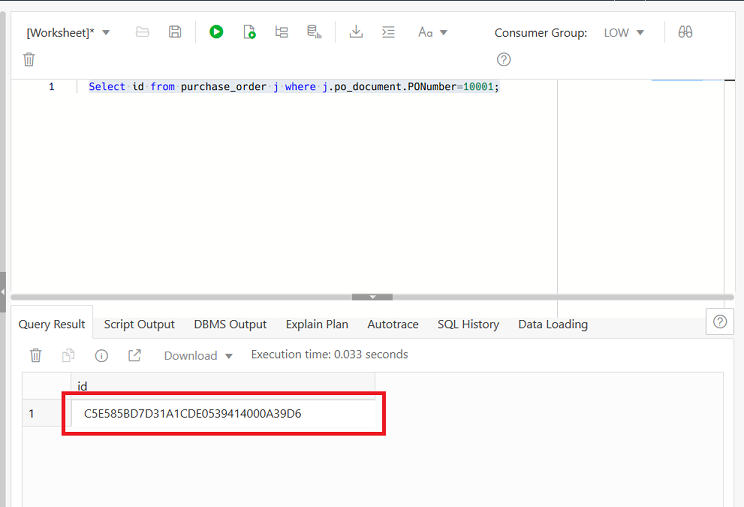 [Worksheet]* Aa Consumer Group: LOW
1 Select id from purchase_order j where j.po_document.PONumber=10001;
Query Result Script Output DBMS Output Explain Plan Autotrace SQL History Data Loading
Download Execution time: 0.033 seconds
id
1 C5E585BD7D31A1CDE0539414000A39D6